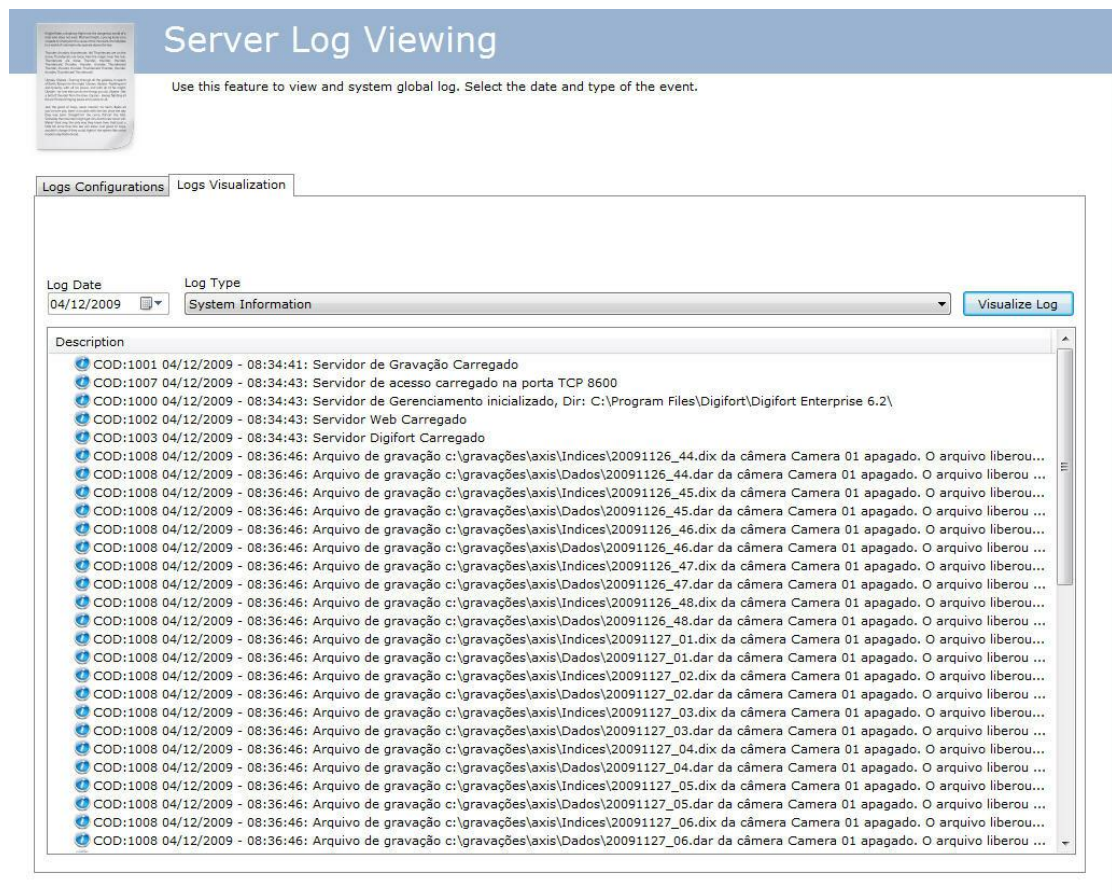 Server Log Viewing
Use this feature to view and system global log. Select the date and type of the event.
Logs Configurations
Logs Visualization
Log Date
Log Type
04/12/2009
System Information
Visualize Log
Description
COD:1001 04/12/2009 - 08:34:41: Servidor de Gravação Carregado
COD:1007 04/12/2009 - 08:34:43: Servidor de acesso carregado na porta TCP 8600
COD:1000 04/12/2009 - 08:34:43: Servidor de Gerenciamento inicializado, Dir: C:\Program Files\Digifort\Digifort Enterprise 6.2\
COD:1002 04/12/2009 - 08:34:43: Servidor Web Carregado
COD:1003 04/12/2009 - 08:34:43: Servidor Digifort Carregado
COD:1008 04/12/2009 - 08:36:46: Arquivo de gravação c:\gravações\axis\Indices\20091126_44.dix da câmera Camera 01 apagado. O arquivo liberou...
COD:1008 04/12/2009 - 08:36:46: Arquivo de gravação c:\gravações\axis\Dados\20091126_44.dar da câmera Camera 01 apagado. O arquivo liberou ...
COD:1008 04/12/2009 - 08:36:46: Arquivo de gravação c:\gravações\axis\Indices\20091126_45.dix da câmera Camera 01 apagado. O arquivo liberou...
COD:1008 04/12/2009 - 08:36:46: Arquivo de gravação c:\gravações\axis\Dados\20091126_45.dar da câmera Camera 01 apagado. O arquivo liberou ...
COD:1008 04/12/2009 - 08:36:46: Arquivo de gravação c:\gravações\axis\Indices\20091126_46.dix da câmera Camera 01 apagado. O arquivo liberou...
COD:1008 04/12/2009 - 08:36:46: Arquivo de gravação c:\gravações\axis\Dados\20091126_46.dar da câmera Camera 01 apagado. O arquivo liberou ...
COD:1008 04/12/2009 - 08:36:46: Arquivo de gravação c:\gravações\axis\Indices\20091126_47.dix da câmera Camera 01 apagado. O arquivo liberou...
COD:1008 04/12/2009 - 08:36:46: Arquivo de gravação c:\gravações\axis\Dados\20091126_47.dar da câmera Camera 01 apagado. O arquivo liberou ...
COD:1008 04/12/2009 - 08:36:46: Arquivo de gravação c:\gravações\axis\Indices\20091126_48.dix da câmera Camera 01 apagado. O arquivo liberou...
COD:1008 04/12/2009 - 08:36:46: Arquivo de gravação c:\gravações\axis\Dados\20091126_48.dar da câmera Camera 01 apagado. O arquivo liberou ...
COD:1008 04/12/2009 - 08:36:46: Arquivo de gravação c:\gravações\axis\Indices\20091127_01.dix da câmera Camera 01 apagado. O arquivo liberou...
COD:1008 04/12/2009 - 08:36:46: Arquivo de gravação c:\gravações\axis\Dados\20091127_01.dar da câmera Camera 01 apagado. O arquivo liberou ...
COD:1008 04/12/2009 - 08:36:46: Arquivo de gravação c:\gravações\axis\Indices\20091127_02.dix da câmera Camera 01 apagado. O arquivo liberou...
COD:1008 04/12/2009 - 08:36:46: Arquivo de gravação c:\gravações\axis\Dados\20091127_02.dar da câmera Camera 01 apagado. O arquivo liberou ...
COD:1008 04/12/2009 - 08:36:46: Arquivo de gravação c:\gravações\axis\Indices\20091127_03.dix da câmera Camera 01 apagado. O arquivo liberou...
COD:1008 04/12/2009 - 08:36:46: Arquivo de gravação c:\gravações\axis\Dados\20091127_03.dar da câmera Camera 01 apagado. O arquivo liberou ...
COD:1008 04/12/2009 - 08:36:46: Arquivo de gravação c:\gravações\axis\Indices\20091127_04.dix da câmera Camera 01 apagado. O arquivo liberou...
COD:1008 04/12/2009 - 08:36:46: Arquivo de gravação c:\gravações\axis\Dados\20091127_04.dar da câmera Camera 01 apagado. O arquivo liberou ...
COD:1008 04/12/2009 - 08:36:46: Arquivo de gravação c:\gravações\axis\Indices\20091127_05.dix da câmera Camera 01 apagado. O arquivo liberou...
COD:1008 04/12/2009 - 08:36:46: Arquivo de gravação c:\gravações\axis\Dados\20091127_05.dar da câmera Camera 01 apagado. O arquivo liberou ...
COD:1008 04/12/2009 - 08:36:46: Arquivo de gravação c:\gravações\axis\Indices\20091127_06.dix da câmera Camera 01 apagado. O arquivo liberou...
COD:1008 04/12/2009 - 08:36:46: Arquivo de gravação c:\gravações\axis\Dados\20091127_06.dar da câmera Camera 01 apagado. O arquivo liberou ...